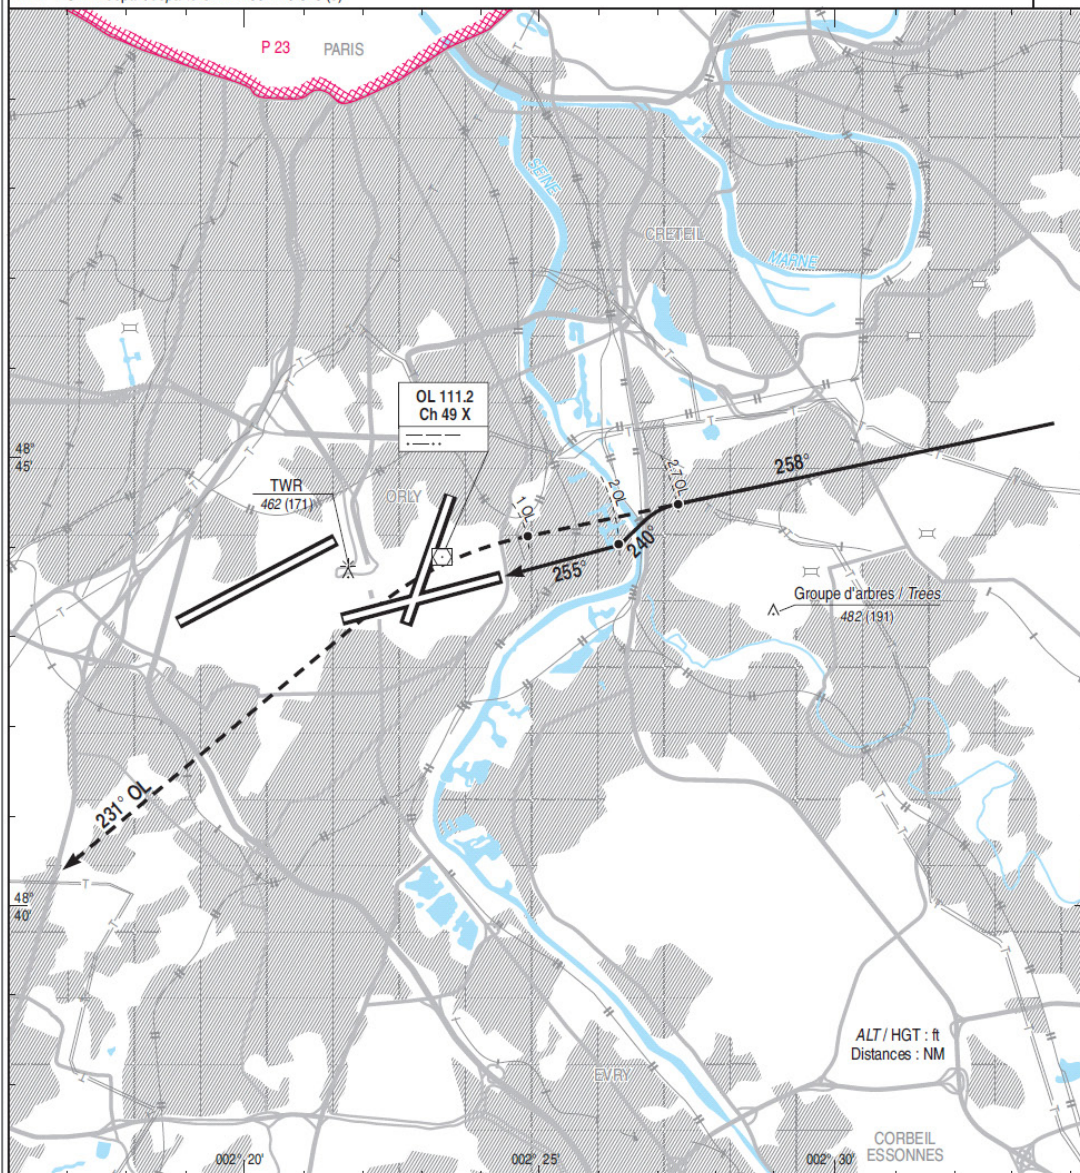 P 23
PARIS
SEINE
CRETEIL
MARNE
OL 111.2
Ch 49 X
48°
45'
TWR
462 (171)
ORLY
1 OL
2 OL
2.7 OL
258°
240°
255°
Groupe d'arbres / Trees
482 (191)
231° OL
48°
40'
ALT / HGT : ft
Distances : NM
EVRY
CORBEIL
ESSONNES
002° 20'
002° 25'
002° 30'